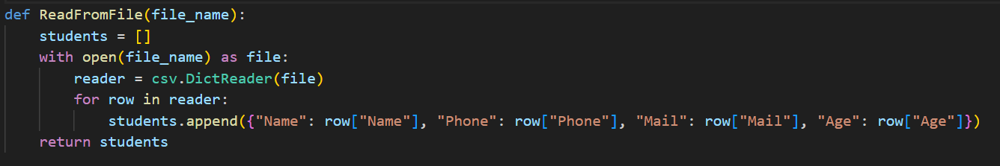 def ReadFromFile(file_name):
    students = []
    with open(file_name) as file:
        reader = csv.DictReader(file)
        for row in reader:
            students.append({"Name": row["Name"], "Phone": row["Phone"], "Mail": row["Mail"], "Age": row["Age"]})
    return students